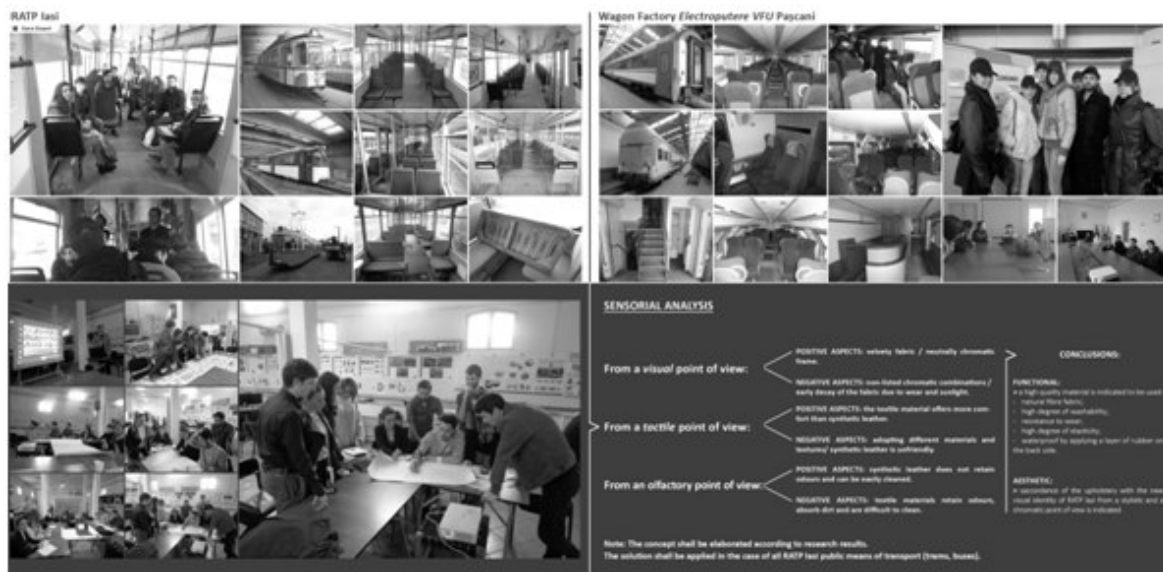 RATP Iasi
Wagon Factory Electroputere VFU Pașcani
SENSORIAL ANALYSIS
From a visual point of view:
POSITIVE ASPECTS: velvety fabric / neutrally chromatic
frame.
NEGATIVE ASPECTS: non-listed chromatic combinations /
early decay of the fabric due to wear and sunlight.
From a tactile point of view:
POSITIVE ASPECTS: the textile material offers more com-
fort than synthetic leather.
NEGATIVE ASPECTS: adopting different materials and
textures/ synthetic leather is unfriendly.
From an olfactory point of view:
POSITIVE ASPECTS: synthetic leather does not retain
odours and can be easily cleaned.
NEGATIVE ASPECTS: textile materials retain odours,
absorb dirt and are difficult to clean.
CONCLUSIONS:
FUNCTIONAL:
a high quality material is indicated to be used
natural fibre fabric;
- high degree of washability;
- resistance to wear;
- high degree of elasticity;
- waterproof by applying a layer of rubber on
the back side.
AESTHETIC:
accordance of the upholstery with the new
visual identity of RATP Iasi from a stylistic and a
chromatic point of view is indicated.
Note: The concept shall be elaborated according to research results.
The solution shall be applied in the case of all RATP Iasi public means of transport (trams, buses).